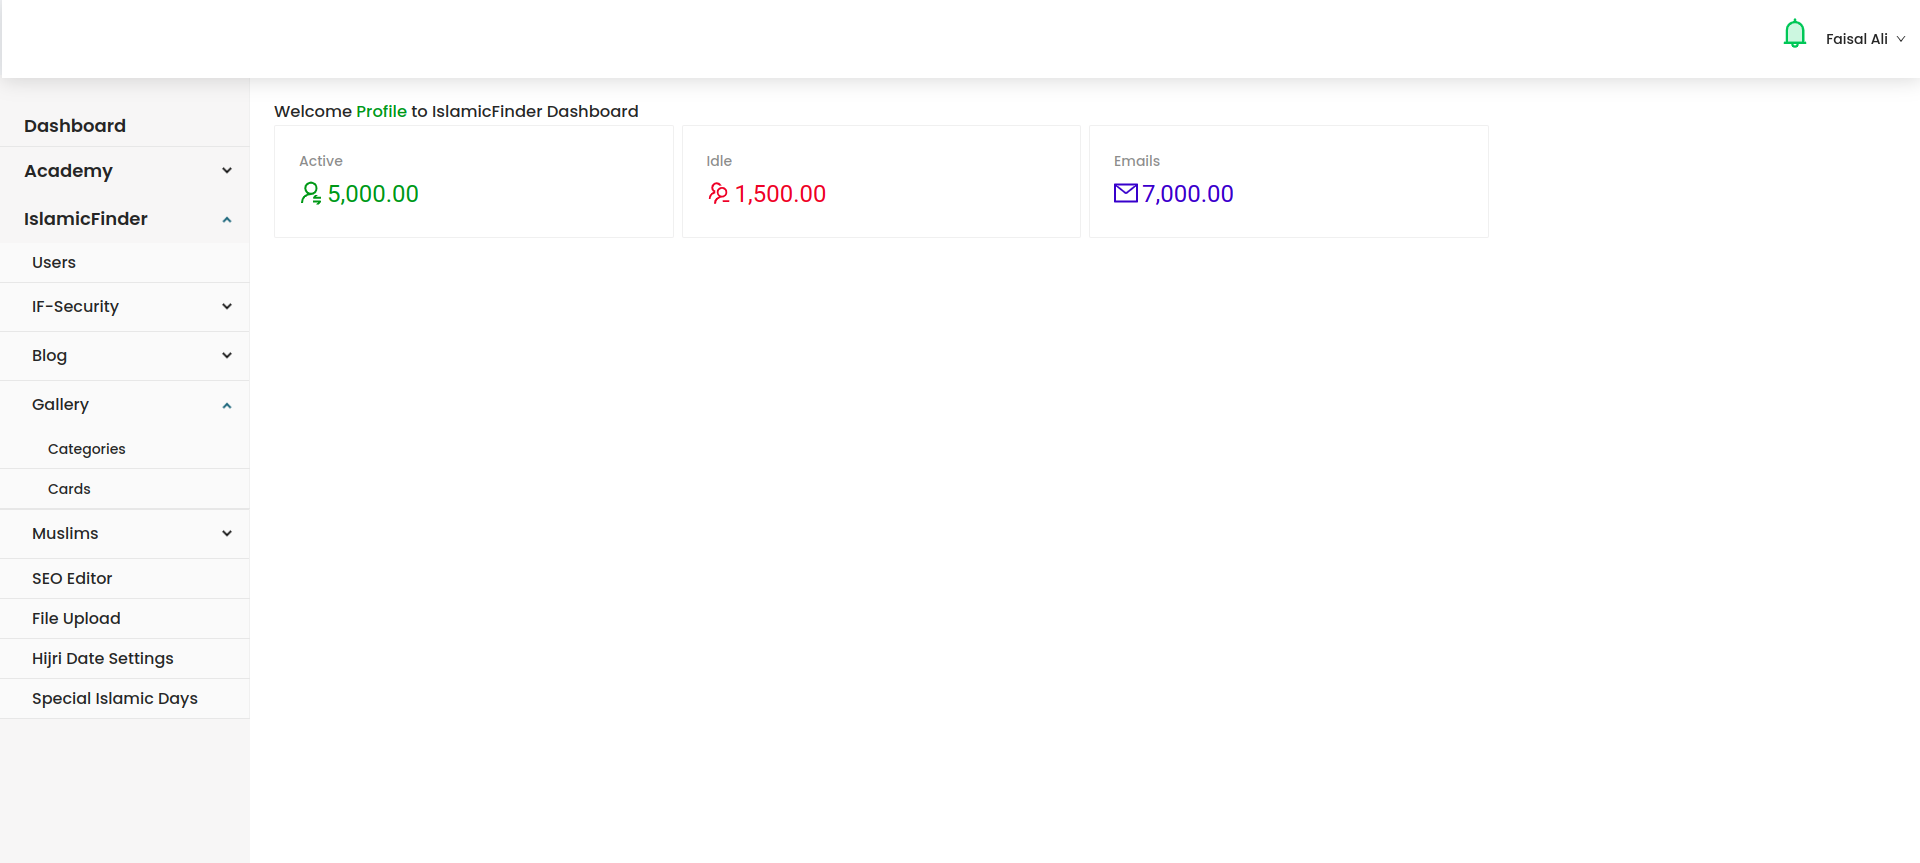 Faisal Ali
Dashboard
Academy
IslamicFinder
Users
IF-Security
Blog
Gallery
Categories
Cards
Muslims
SEO Editor
File Upload
Hijri Date Settings
Special Islamic Days
Welcome Profile to IslamicFinder Dashboard
Active
5,000.00
Idle
1,500.00
Emails
7,000.00